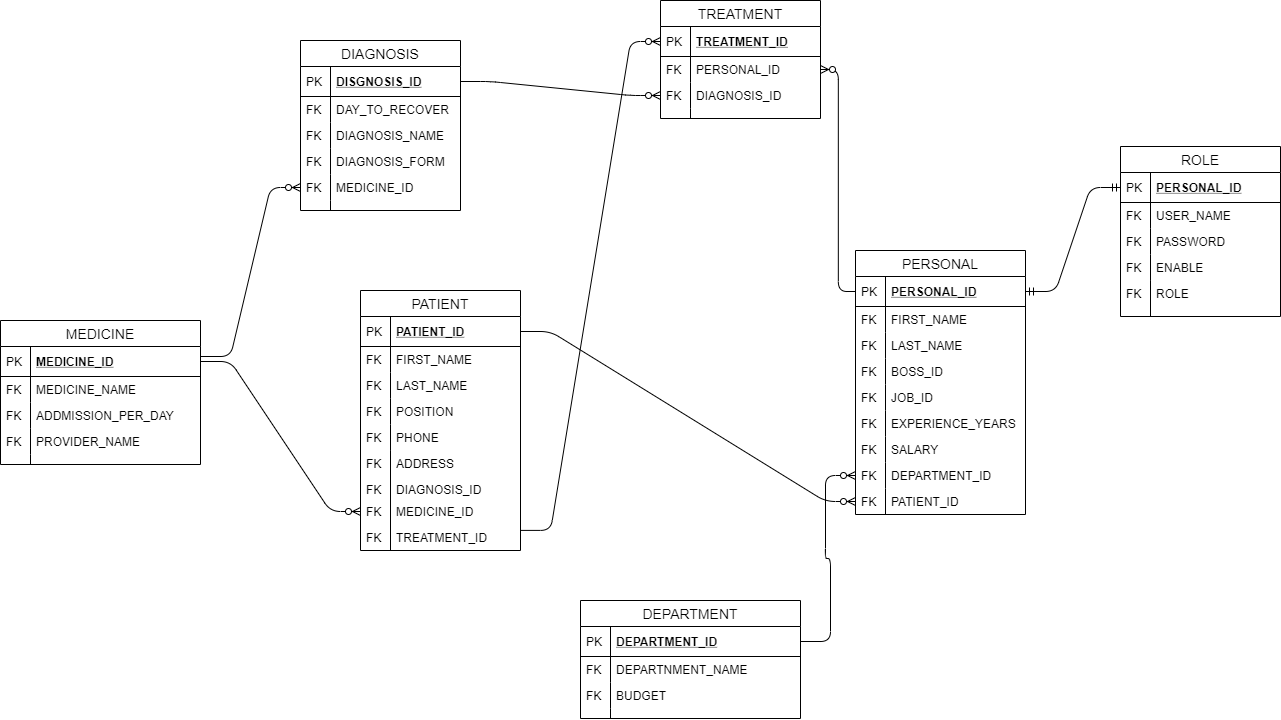 TREATMENT
PK TREATMENT_ID
FK PERSONAL_ID
FK DIAGNOSIS_ID
DIAGNOSIS
PK DISGNOSIS_ID
FK DAY_TO_RECOVER
FK DIAGNOSIS_NAME
FK DIAGNOSIS_FORM
FK MEDICINE_ID
ROLE
PK PERSONAL_ID
FK USER_NAME
FK PASSWORD
FK ENABLE
FK ROLE
PERSONAL
PK PERSONAL_ID
FK FIRST_NAME
FK LAST_NAME
FK BOSS_ID
FK JOB_ID
FK EXPERIENCE_YEARS
FK SALARY
FK DEPARTMENT_ID
FK PATIENT_ID
PATIENT
PK PATIENT_ID
FK FIRST_NAME
FK LAST_NAME
FK POSITION
FK PHONE
FK ADDRESS
FK DIAGNOSIS_ID
FK MEDICINE_ID
FK TREATMENT_ID
MEDICINE
PK MEDICINE_ID
FK MEDICINE_NAME
FK ADDMISSION_PER_DAY
FK PROVIDER_NAME
DEPARTMENT
PK DEPARTMENT_ID
FK DEPARTNMENT_NAME
FK BUDGET